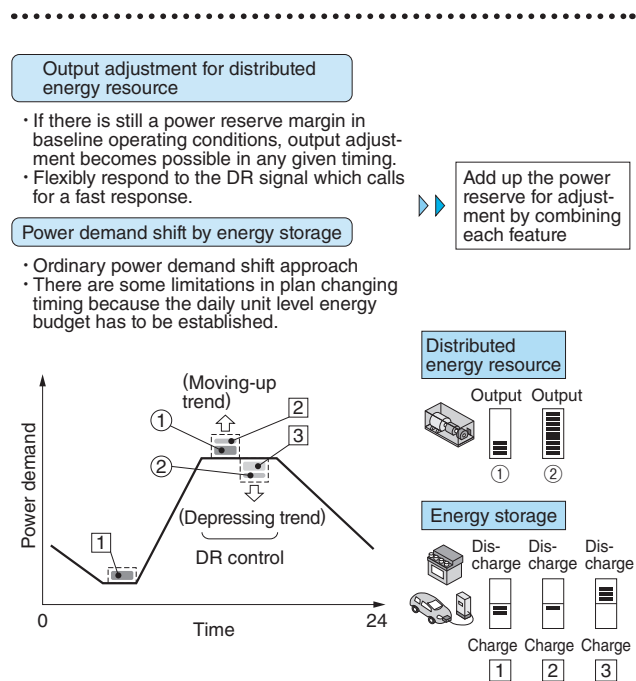 Output adjustment for distributed
energy resource
・If there is still a power reserve margin in
baseline operating conditions, output adjust-
ment becomes possible in any given timing.
・Flexibly respond to the DR signal which calls
for a fast response.
Add up the power
reserve for adjust-
ment by combining
each feature
Power demand shift by energy storage
・Ordinary power demand shift approach
・There are some limitations in plan changing
timing because the daily unit level energy
budget has to be established.
Power demand
(Moving-up
trend)
① 2
3
②
(Depressing trend)
DR control
1
0
Time
24
Distributed
energy resource
Output Output
① ②
Energy storage
Dis-
charge
Dis-
charge
Dis-
charge
Charge Charge Charge
1 2 3